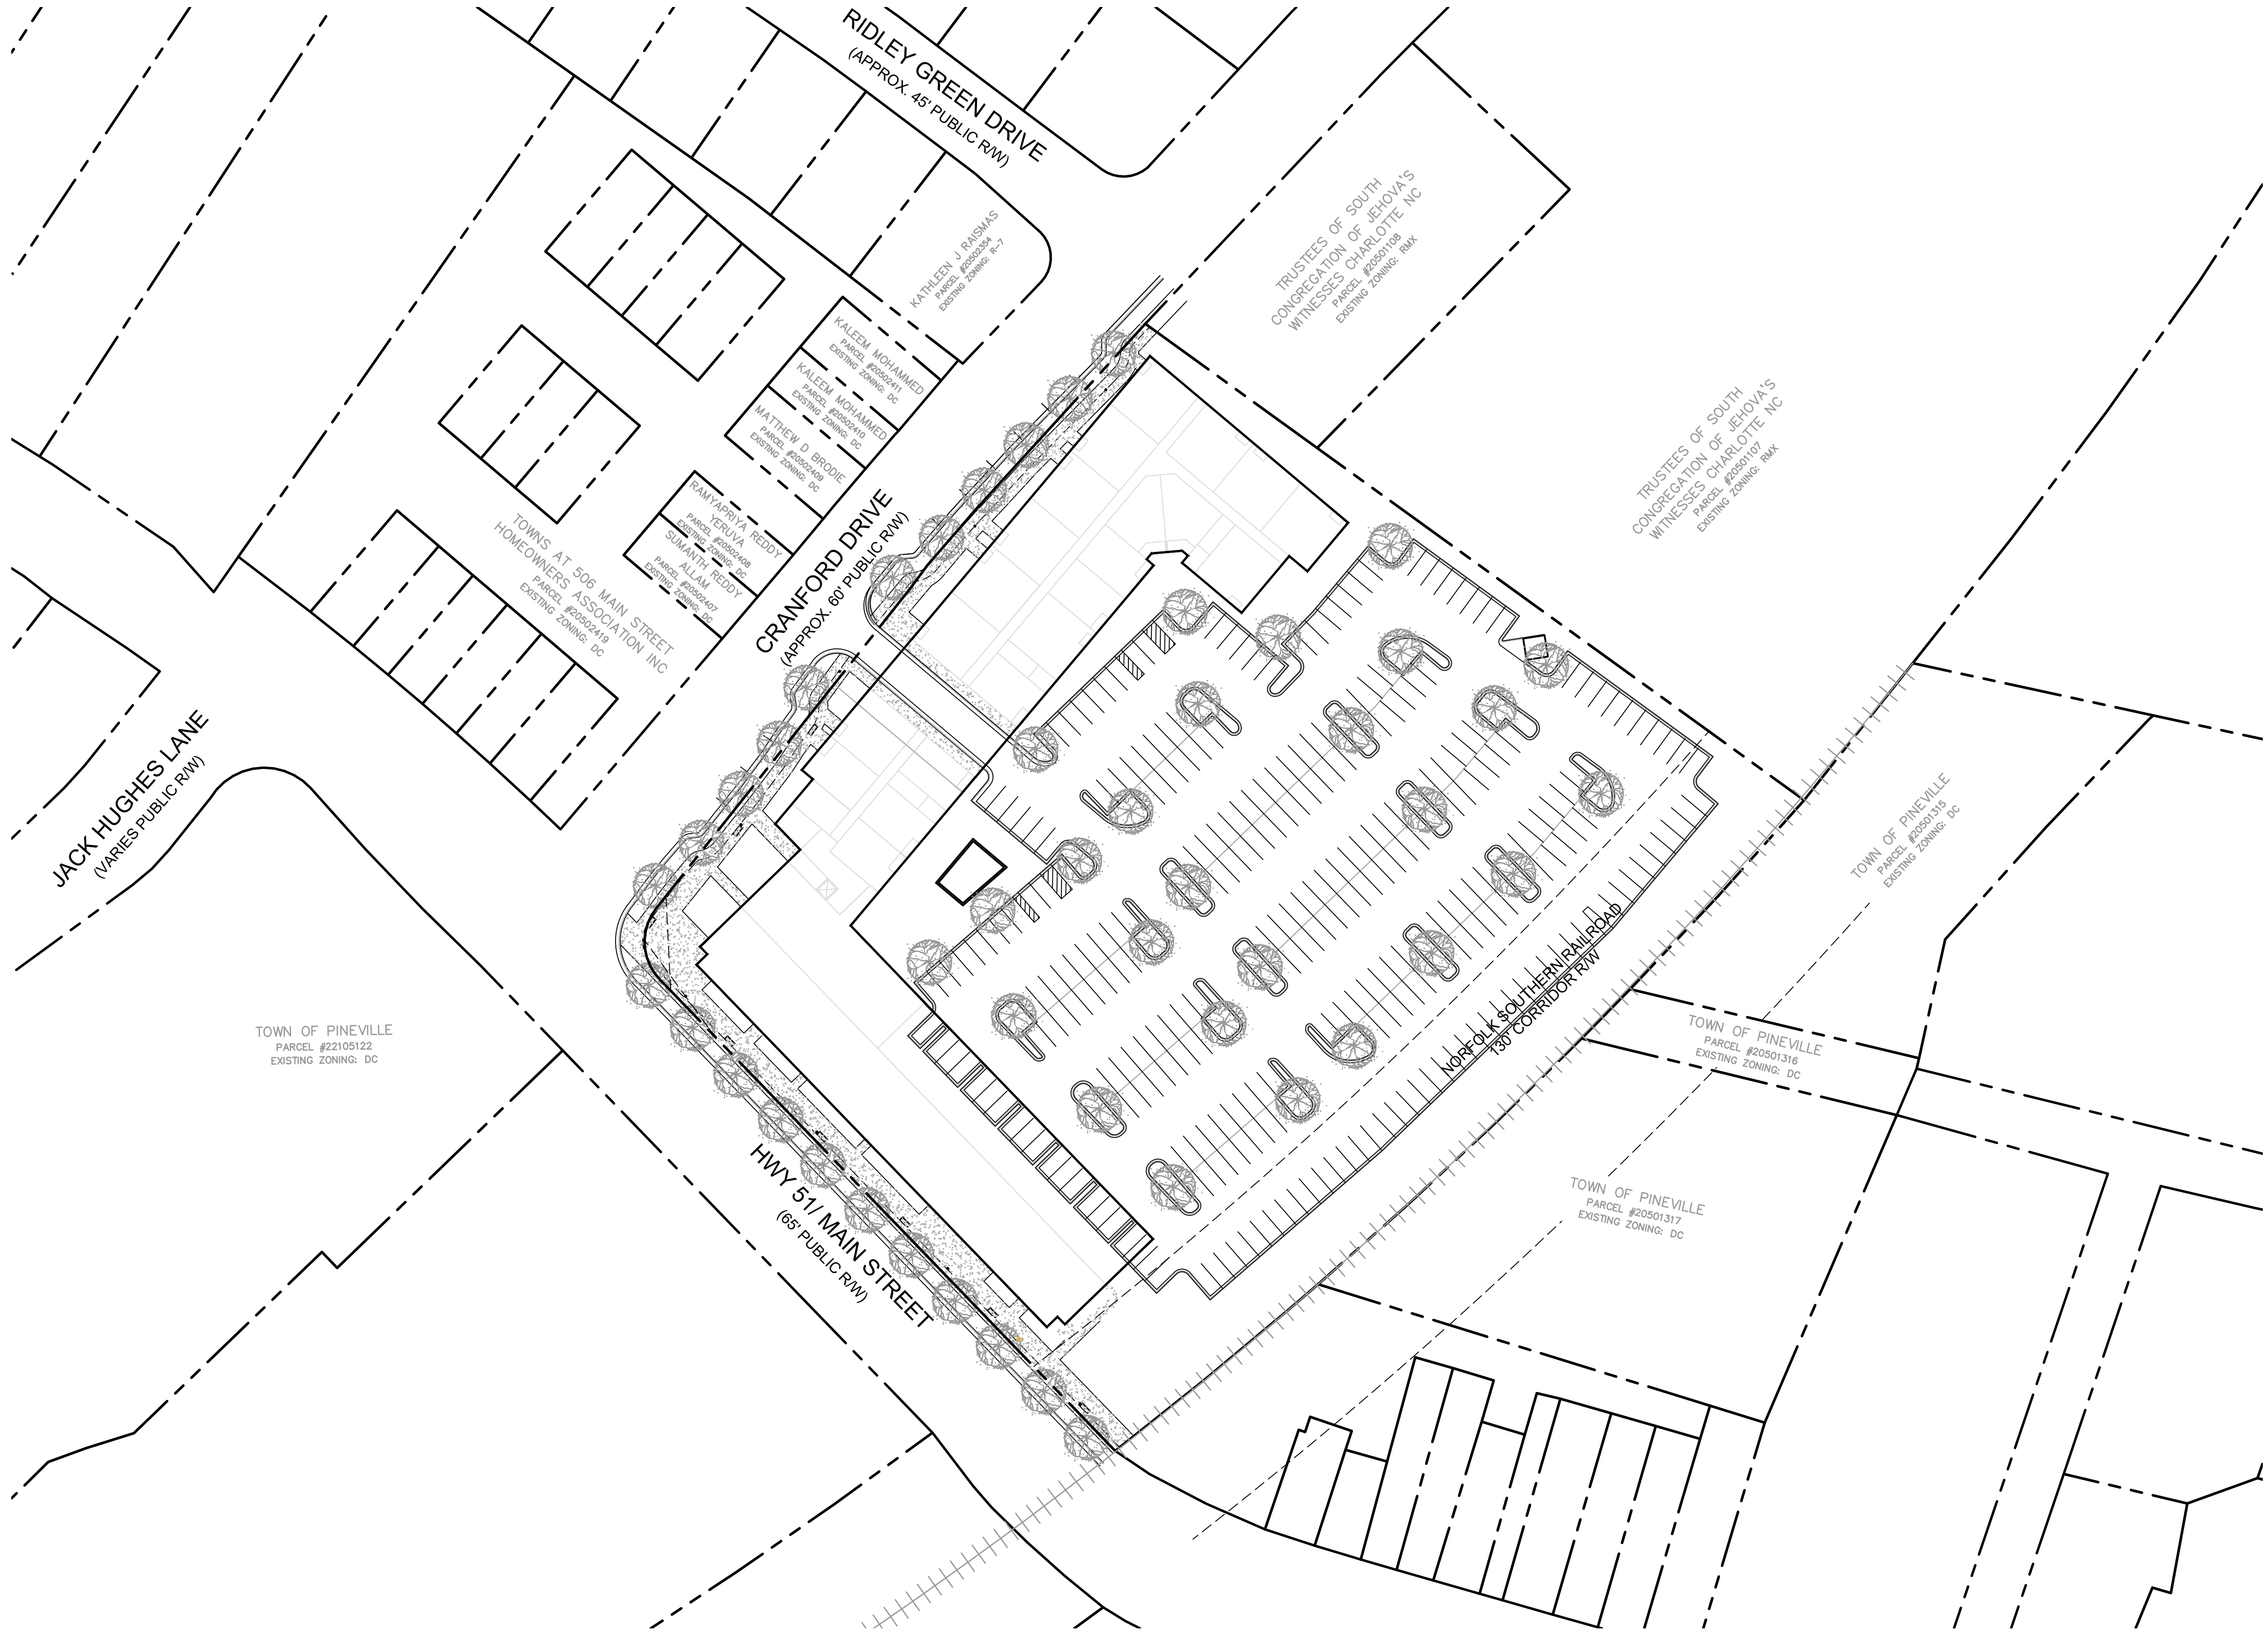 RIDLEY GREEN DRIVE
(APPROX. 45' PUBLIC R/W)
KATHLEEN J RAISMAS
PARCEL #20502354
EXISTING ZONING: R-7
TRUSTEES OF SOUTH
CONGREGATION OF JEHOVA'S
WITNESSES CHARLOTTE NC
PARCEL #20501108
EXISTING ZONING: RMX
KALEEM MOHAMMED
PARCEL #20502411
EXISTING ZONING: DC
KALEEM MOHAMMED
PARCEL #20502410
EXISTING ZONING: DC
MATTHEW D BRODIE
PARCEL #20502409
EXISTING ZONING: DC
RAMYAPRIYA REDDY
YERUVA
PARCEL #20502408
EXISTING ZONING: DC
SUMANTH REDDY
ALLAM
PARCEL #20502407
EXISTING ZONING: DC
TRUSTEES OF SOUTH
CONGREGATION OF JEHOVA'S
WITNESSES CHARLOTTE NC
PARCEL #20501107
EXISTING ZONING: RMX
TOWNS AT 506 MAIN STREET
HOMEOWNERS ASSOCIATION INC
PARCEL #20502419
EXISTING ZONING: DC
CRANFORD DRIVE
(APPROX. 60' PUBLIC R/W)
JACK HUGHES LANE
(VARIES PUBLIC R/W)
TOWN OF PINEVILLE
PARCEL #20501315
EXISTING ZONING: DC
NORFOLK SOUTHERN RAILROAD
130' CORRIDOR R/W
TOWN OF PINEVILLE
PARCEL #22105122
EXISTING ZONING: DC
TOWN OF PINEVILLE
PARCEL #20501316
EXISTING ZONING: DC
HWY 51/ MAIN STREET
(65' PUBLIC R/W)
TOWN OF PINEVILLE
PARCEL #20501317
EXISTING ZONING: DC